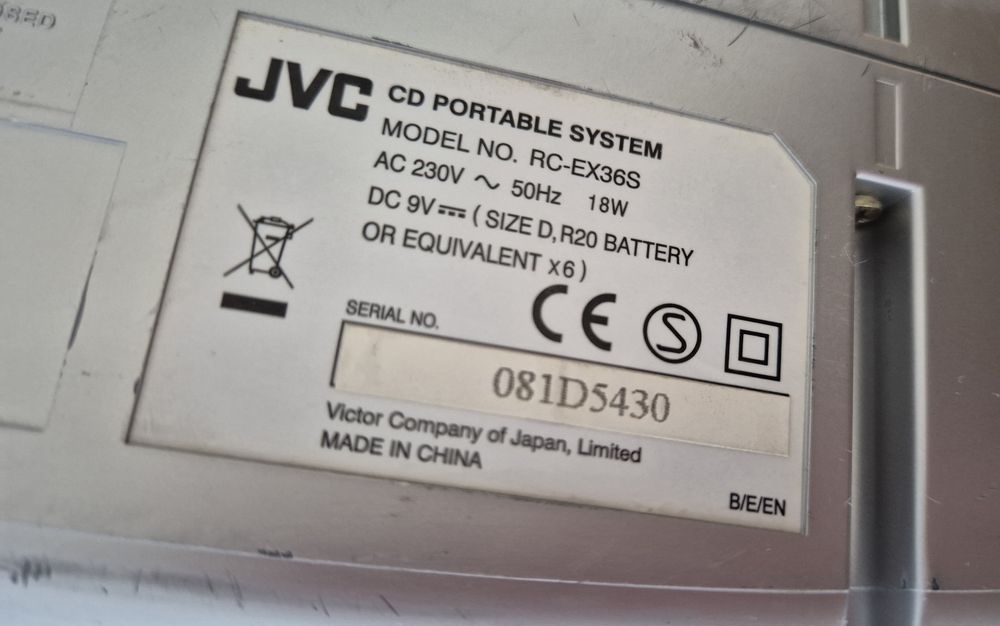 JVC CD PORTABLE SYSTEM
MODEL NO. RC-EX36S
AC 230V ~ 50Hz 18W
DC 9V⎓ ( SIZE D, R20 BATTERY
OR EQUIVALENT x6 )
CE S
SERIAL NO.
081D5430
Victor Company of Japan, Limited
MADE IN CHINA
B/E/EN